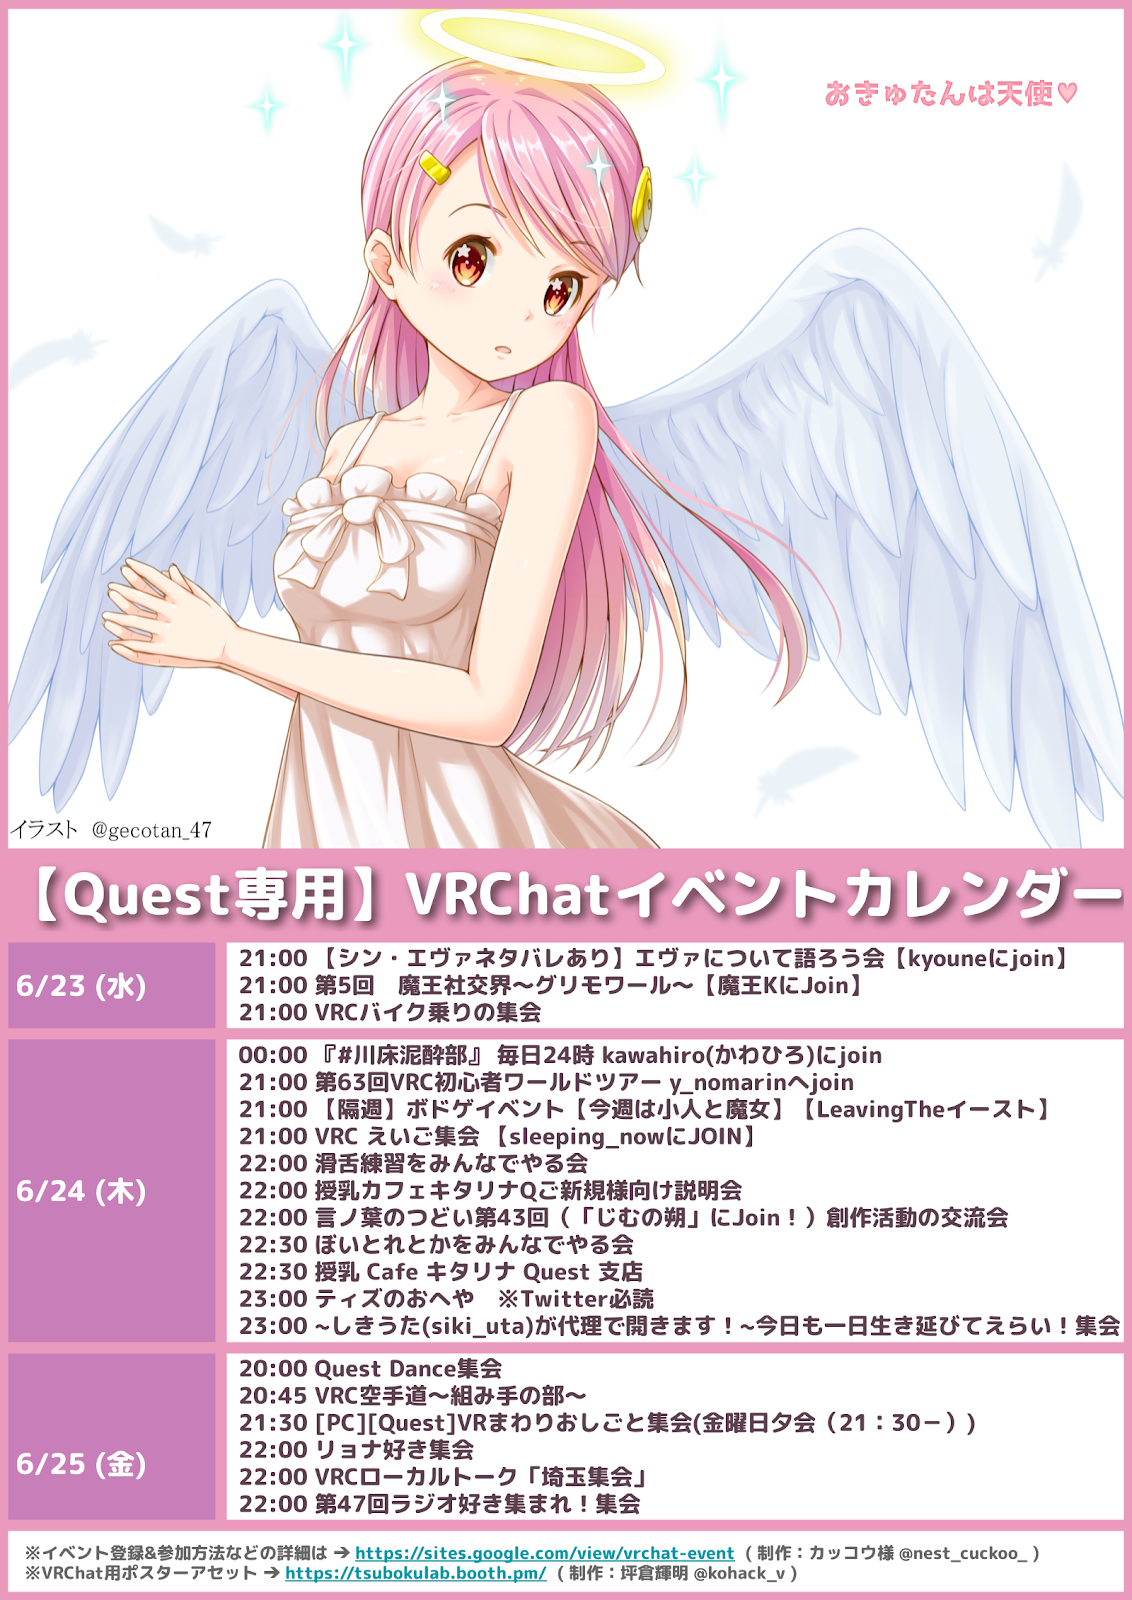 おきゅたんは天使♥
イラスト @gecotan_47
【Quest専用】VRChatイベントカレンダー
6/23 (水)
21:00 【シン・エヴァネタバレあり】エヴァについて語ろう会【kyouneにjoin】
21:00 第5回　魔王社交界～グリモワール～【魔王KにJoin】
21:00 VRCバイク乗りの集会
6/24 (木)
00:00 『#川床泥酔部』 毎日24時 kawahiro(かわひろ)にjoin
21:00 第63回VRC初心者ワールドツアー y_nomarinへjoin
21:00 【隔週】ボドゲイベント【今週は小人と魔女】【LeavingTheイースト】
21:00 VRC えいご集会 【sleeping_nowにJOIN】
22:00 滑舌練習をみんなでやる会
22:00 授乳カフェキタリナQご新規様向け説明会
22:00 言ノ葉のつどい第43回（「じむの朔」にJoin！）創作活動の交流会
22:30 ぼいとれとかをみんなでやる会
22:30 授乳 Cafe キタリナ Quest 支店
23:00 ティズのおへや　※Twitter必読
23:00 ~しきうた(siki_uta)が代理で開きます！~今日も一日生き延びてえらい！集会
6/25 (金)
20:00 Quest Dance集会
20:45 VRC空手道～組み手の部～
21:30 [PC][Quest]VRまわりおしごと集会(金曜日夕会（21：30－）)
22:00 リョナ好き集会
22:00 VRCローカルトーク「埼玉集会」
22:00 第47回ラジオ好き集まれ！集会
※イベント登録&参加方法などの詳細は → https://sites.google.com/view/vrchat-event ( 制作：カッコウ様 @nest_cuckoo_ )
※VRChat用ポスターアセット → https://tsubokulab.booth.pm/ ( 制作：坪倉輝明 @kohack_v )